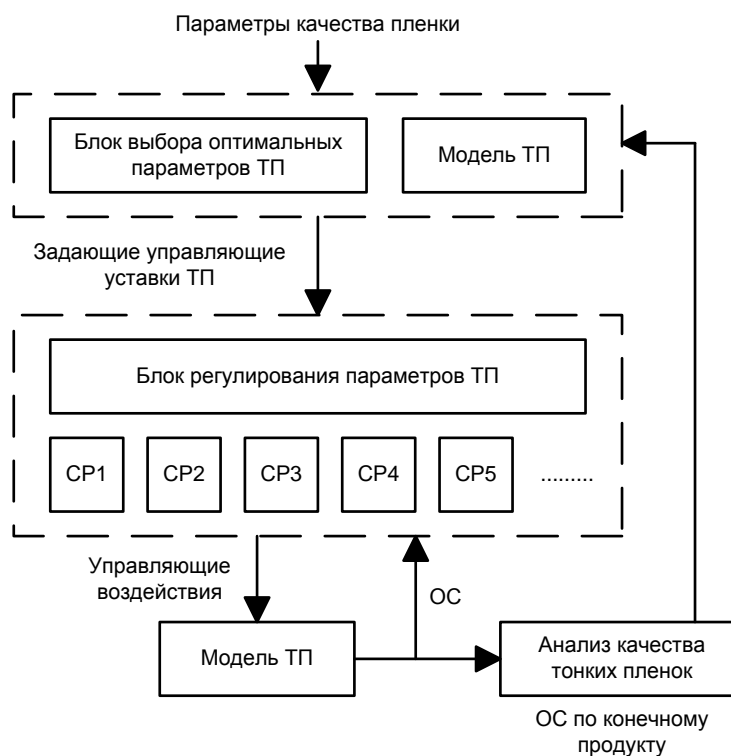 Параметры качества пленки
Блок выбора оптимальных
параметров ТП
Модель ТП
Задающие управляющие
уставки ТП
Блок регулирования параметров ТП
СР1 СР2 СР3 СР4 СР5 .........
Управляющие
воздействия
ОС
Модель ТП
Анализ качества
тонких пленок
ОС по конечному
продукту